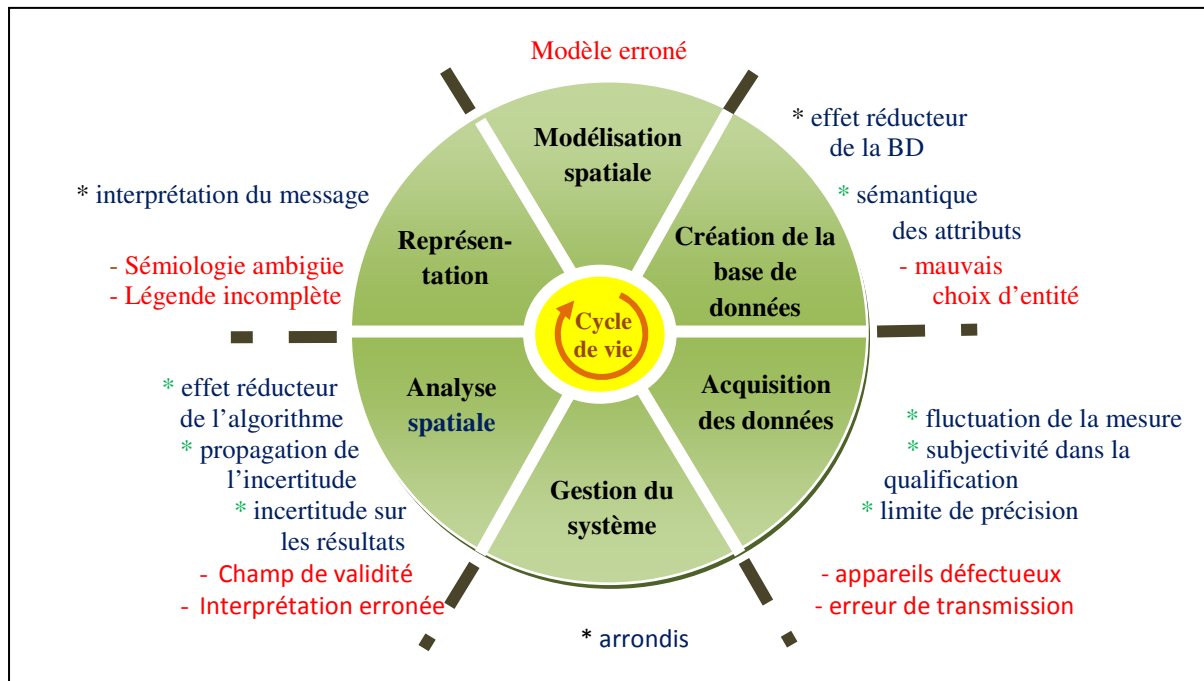 Modèle erroné
Modélisation
spatiale
* effet réducteur
de la BD
* sémantique
des attributs
- mauvais
choix d’entité
Création de la
base de
données
Acquisition
des données
* fluctuation de la mesure
* subjectivité dans la
qualification
* limite de précision
- appareils défectueux
- erreur de transmission
Gestion du
système
* arrondis
Analyse
spatiale
* effet réducteur
de l’algorithme
* propagation de
l’incertitude
* incertitude sur
les résultats
- Champ de validité
- Interprétation erronée
Représen-
tation
* interprétation du message
- Sémiologie ambigüe
- Légende incomplète
Cycle
de vie